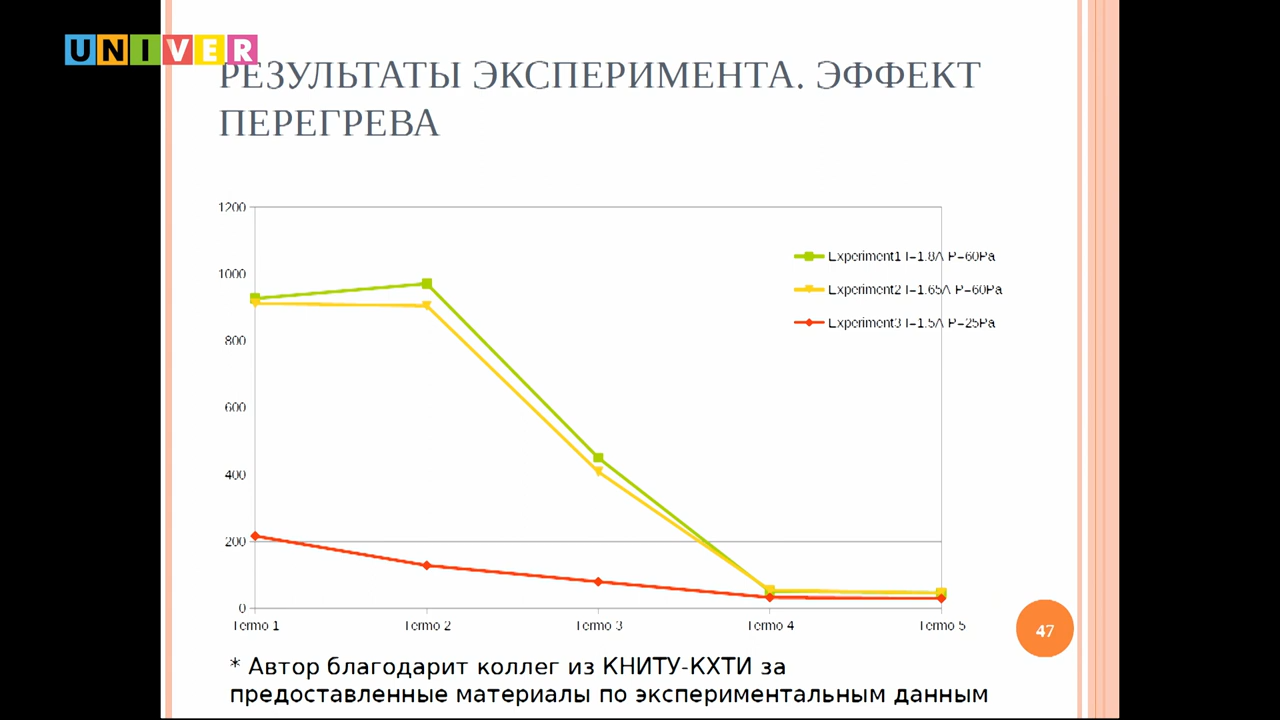 UNIVER
РЕЗУЛЬТАТЫ ЭКСПЕРИМЕНТА. ЭФФЕКТ
ПЕРЕГРЕВА
1200
1000
800
600
400
200
0
Experiment1 I=1.8A P=60Pa
Experiment2 I=1.65A P=60Pa
Experiment3 I=1.5A P=25Pa
Termo 1
Termo 2
Termo 3
Termo 4
Termo 5
47
* Автор благодарит коллег из КНИТУ-КХТИ за
предоставленные материалы по экспериментальным данным